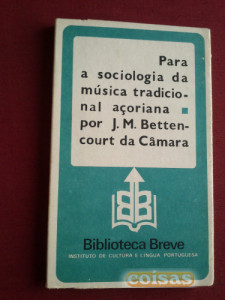 Para
a sociologia da
música tradicio-
nal açoriana ■
por J. M. Betten-
court da Câmara
BB
Biblioteca Breve
INSTITUTO DE CULTURA E LÍNGUA PORTUGUESA
coisas